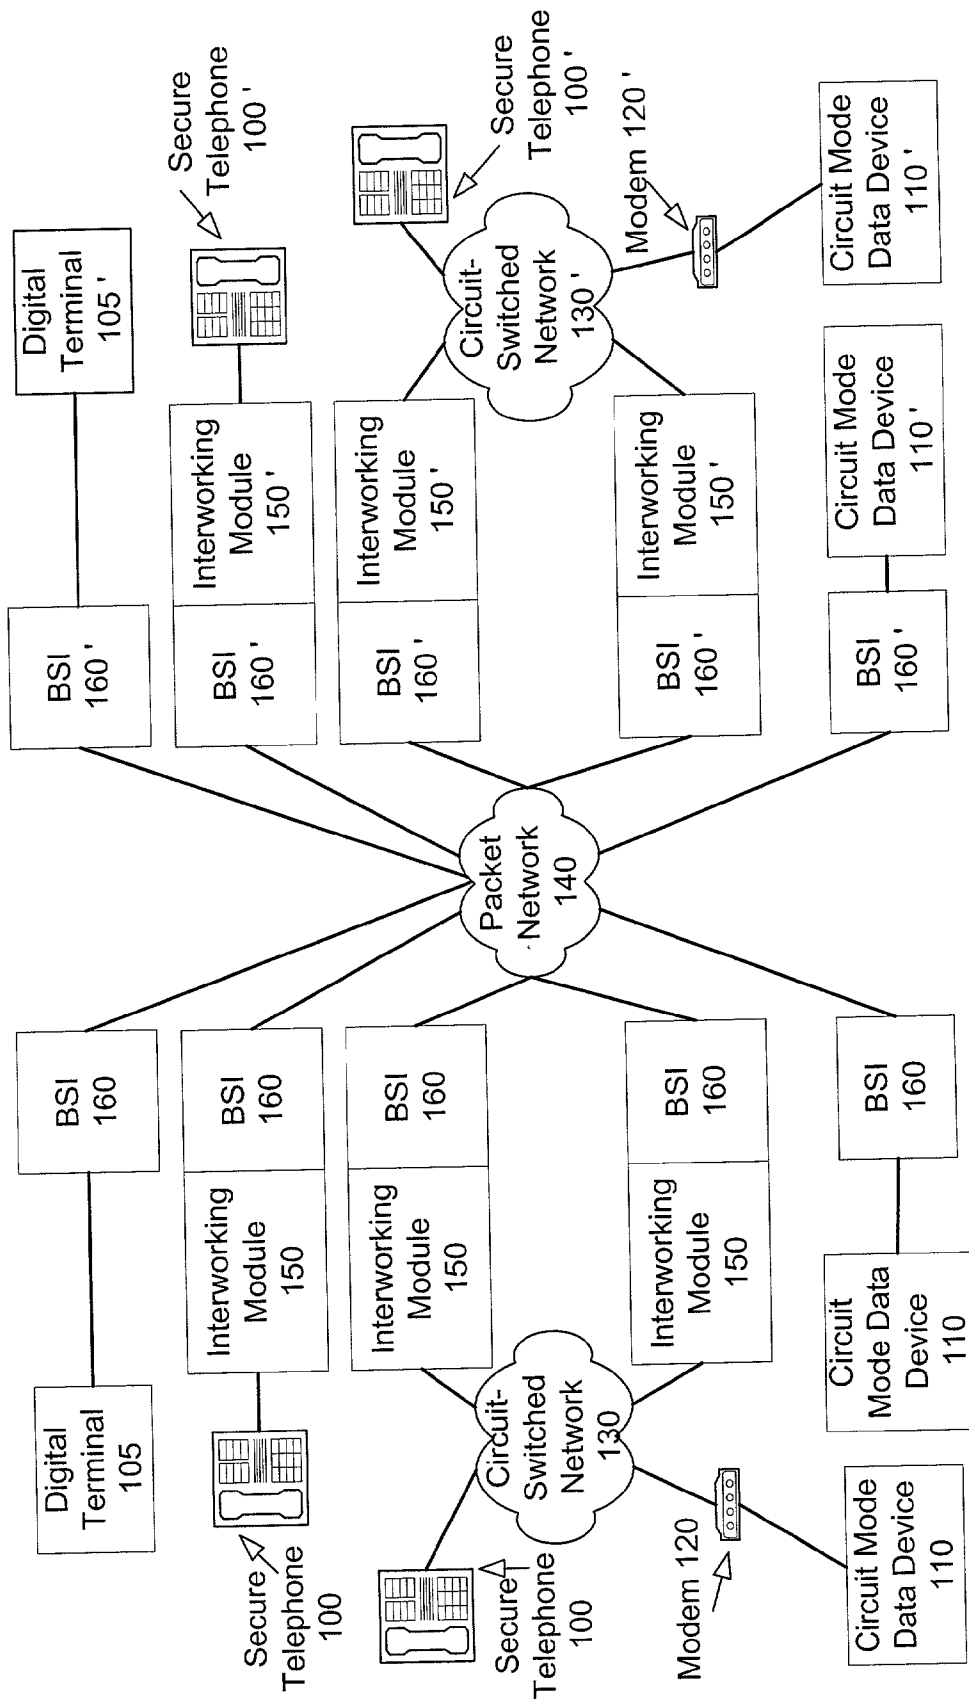 Digital
Terminal
105
BSI
160
BSI
160 '
Digital
Terminal
105 '
Secure
Telephone
100
Interworking
Module
150
BSI
160
BSI
160 '
Interworking
Module
150 '
Secure
Telephone
100 '
Secure
Telephone
100
Circuit-
Switched
Network
130
Interworking
Module
150
BSI
160
Packet
Network
140
BSI
160 '
Interworking
Module
150 '
Circuit-
Switched
Network
130 '
Secure
Telephone
100 '
Modem 120
Interworking
Module
150
BSI
160
BSI
160 '
Interworking
Module
150 '
Modem 120 '
Circuit Mode
Data Device
110
Circuit
Mode Data
Device
110
BSI
160
BSI
160 '
Circuit Mode
Data Device
110 '
Circuit Mode
Data Device
110 '